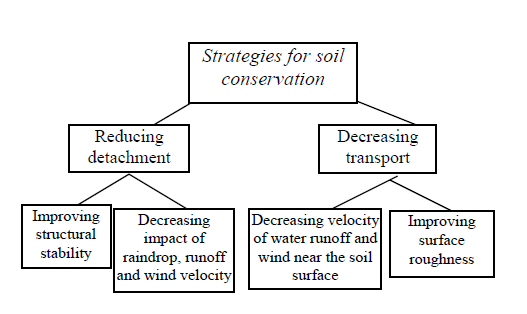 Strategies for soil
conservation
Reducing
detachment
Decreasing
transport
Improving
structural
stability
Decreasing
impact of
raindrop, runoff
and wind velocity
Decreasing velocity
of water runoff and
wind near the soil
surface
Improving
surface
roughness